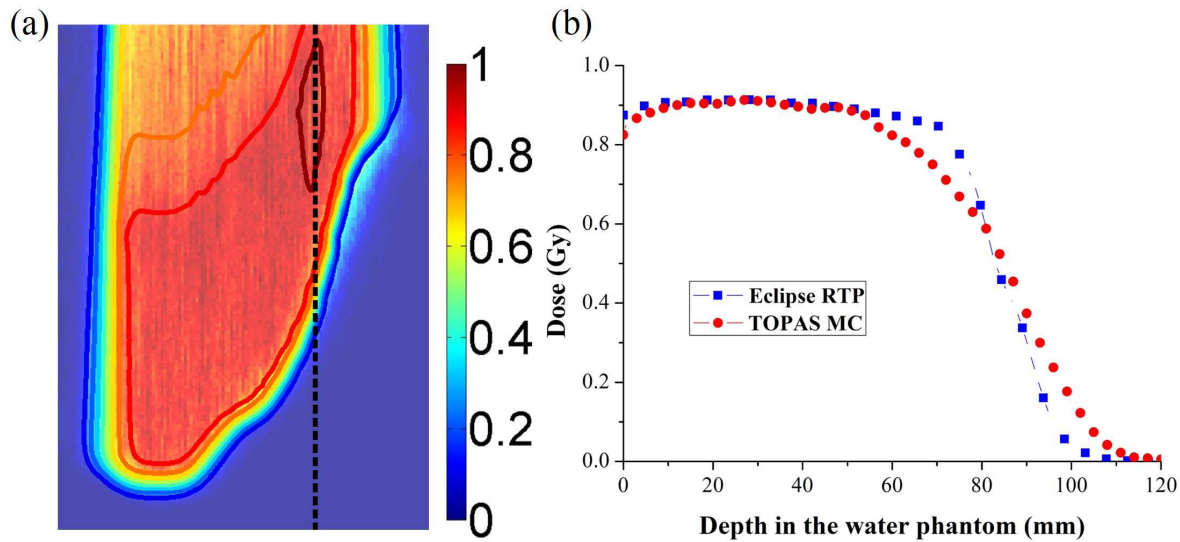 (a)
1
0.8
0.6
0.4
0.2
0
(b)
Dose (Gy)
1.0
0.8
0.6
0.4
0.2
0.0
Eclipse RTP
TOPAS MC
0 20 40 60 80 100 120
Depth in the water phantom (mm)